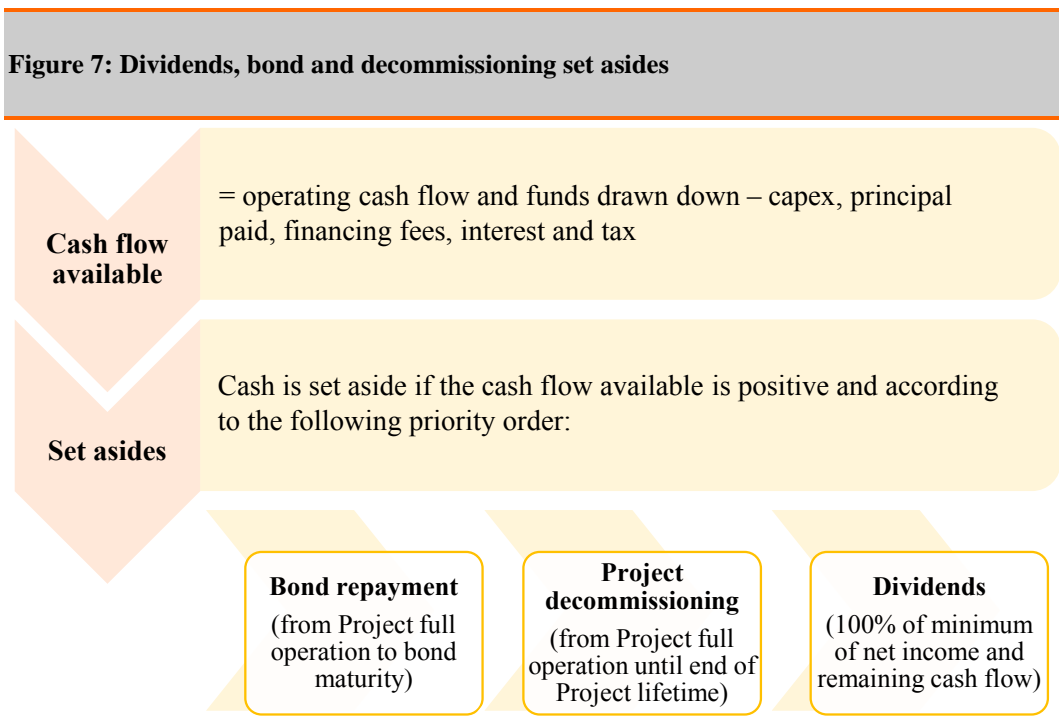 Figure 7: Dividends, bond and decommissioning set asides
Cash flow
available
= operating cash flow and funds drawn down – capex, principal
paid, financing fees, interest and tax
Set asides
Cash is set aside if the cash flow available is positive and according
to the following priority order:
Bond repayment
(from Project full
operation to bond
maturity)
Project
decommissioning
(from Project full
operation until end of
Project lifetime)
Dividends
(100% of minimum
of net income and
remaining cash flow)